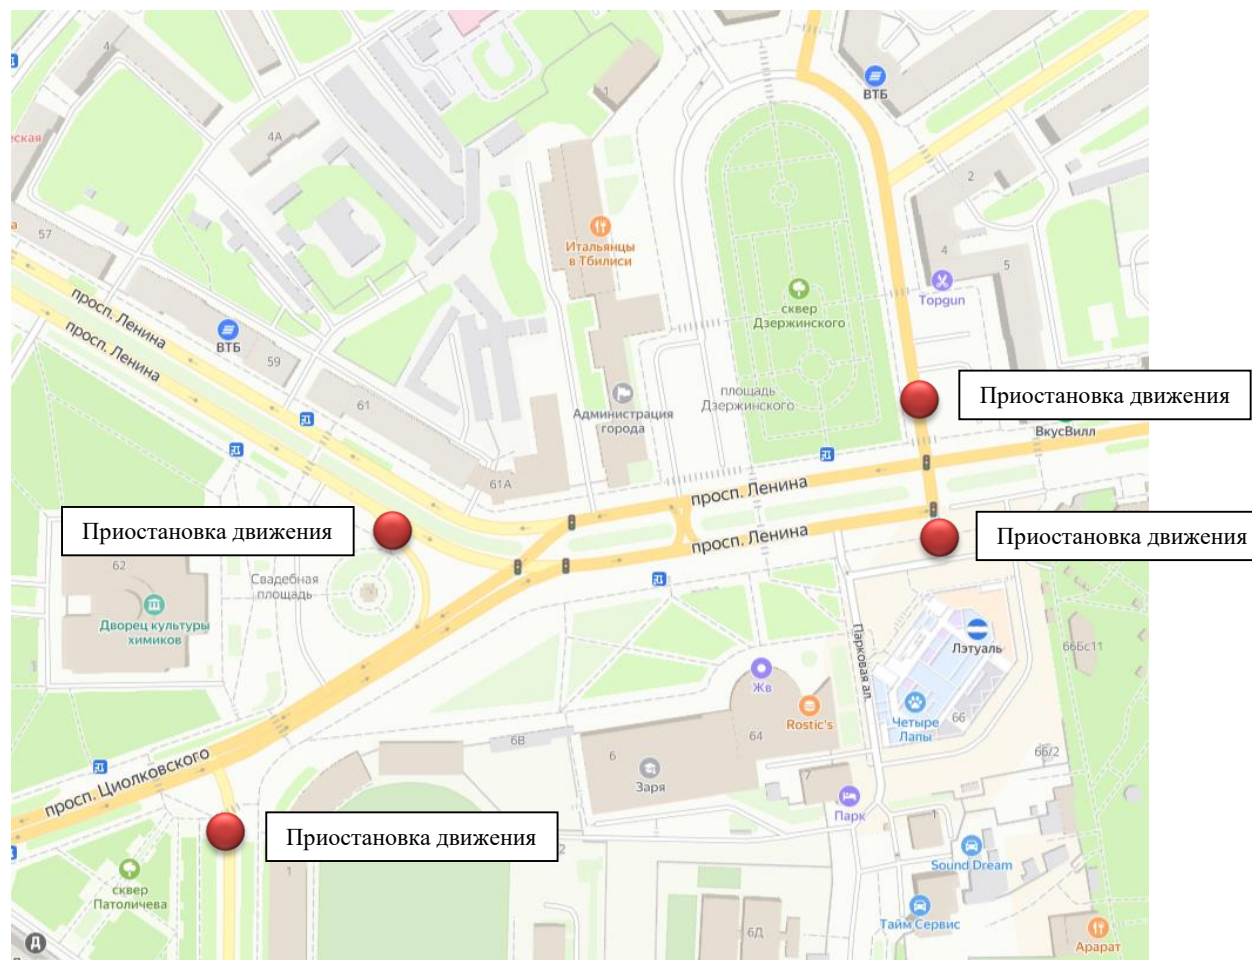 4
ВТБ
1
4А
ская
2
а
57
Итальянцы
в Тбилиси
4
5
Topgun
просп. Ленина
просп. Ленина
сквер
Дзержинского
ВТБ
59
61
площадь
Дзержинского
Администрация
города
Приостановка движения
ВкусВилл
61А
просп. Ленина
Приостановка движения
просп. Ленина
Приостановка движения
62
Свадебная
площадь
Дворец культуры
химиков
Парковая ал.
Лэтуаль
66Бс11
Жв
Rostic's
Четыре
Лапы
66
64
6В
6
Заря
66/2
7
Парк
просп. Циолковского
Приостановка движения
2
1
1
Sound Dream
сквер
Патоличева
Тайм Сервис
6Д
Арарат
Д